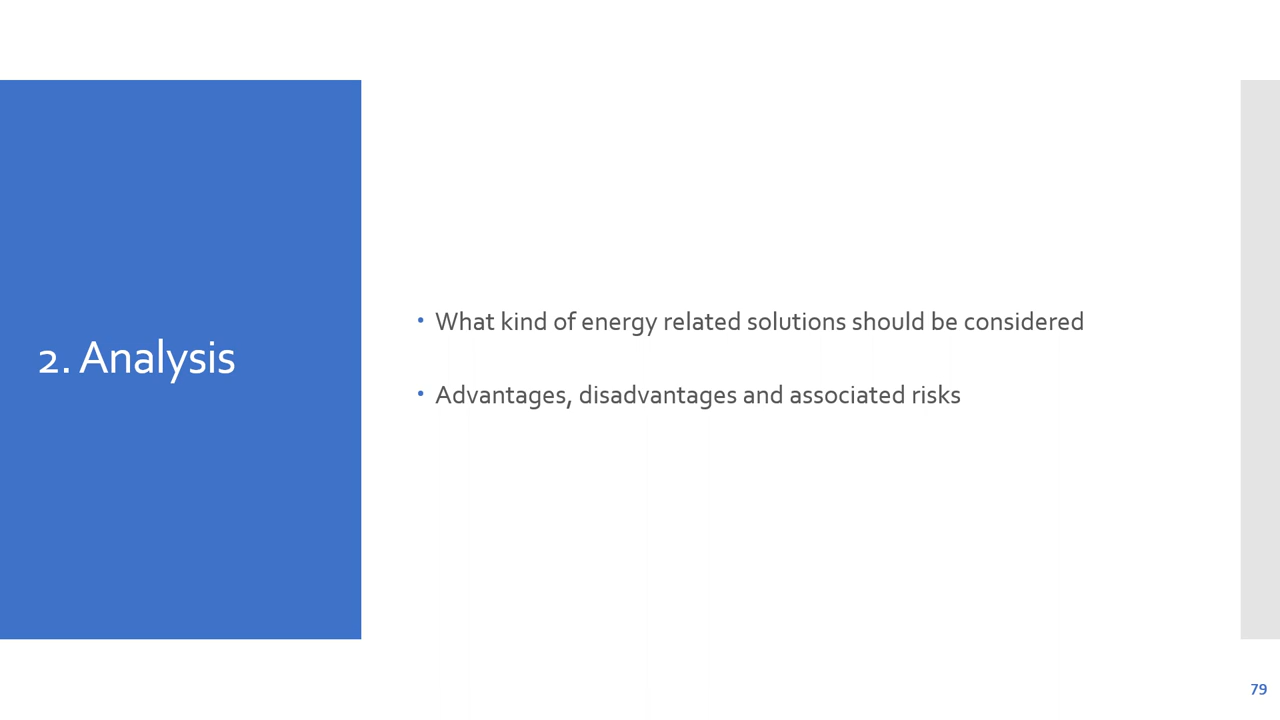 2. Analysis
• What kind of energy related solutions should be considered
• Advantages, disadvantages and associated risks
79